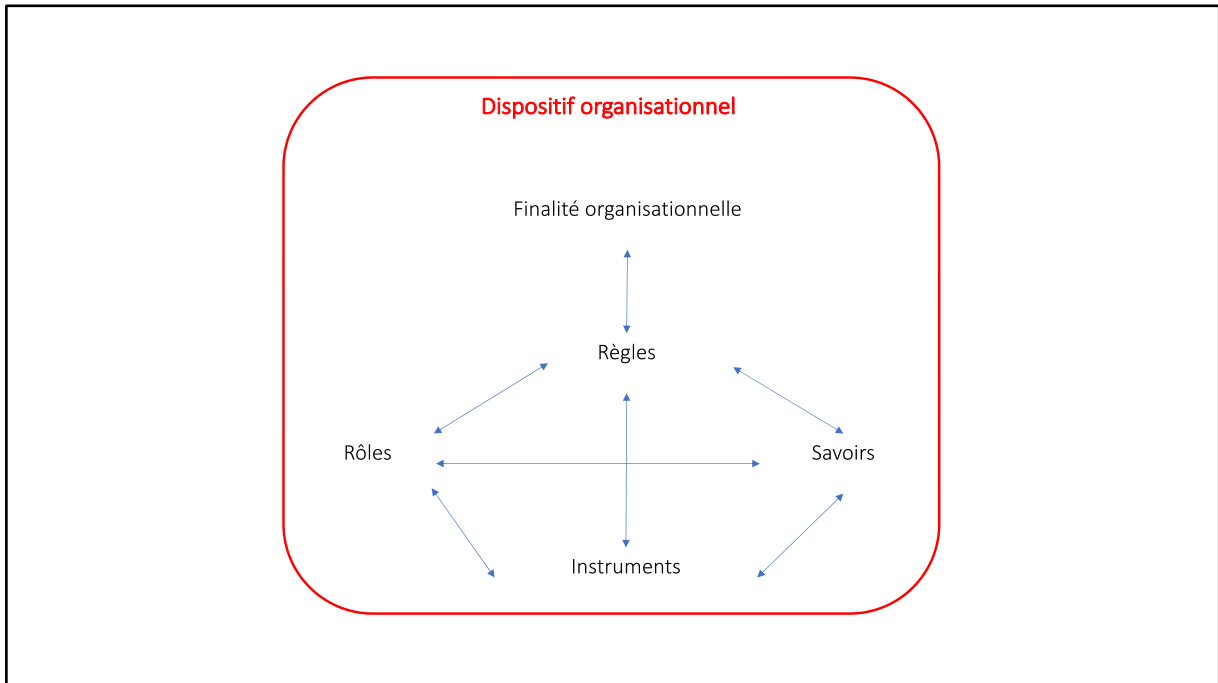 Dispositif organisationnel
Finalité organisationnelle
Règles
Rôles
Savoirs
Instruments